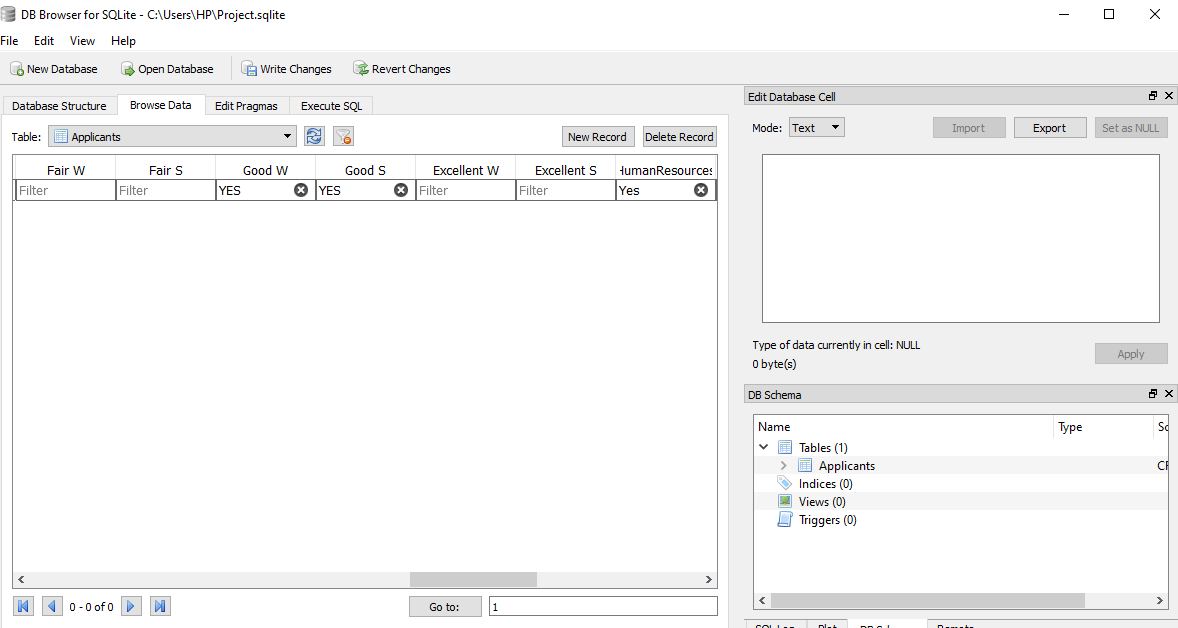 DB Browser for SQLite - C:\Users\HP\Project.sqlite
File Edit View Help
New Database Open Database Write Changes Revert Changes
Database Structure Browse Data Edit Pragmas Execute SQL
Table: Applicants New Record Delete Record
Fair W Fair S Good W Good S Excellent W Excellent S HumanResources
Filter Filter YES YES Filter Filter Yes
0 - 0 of 0 Go to: 1
Edit Database Cell
Mode: Text Import Export Set as NULL
Type of data currently in cell: NULL
0 byte(s)
Apply
DB Schema
Name Type Sc
Tables (1)
Applicants CR
Indices (0)
Views (0)
Triggers (0)
SQL Log Plot DB Schema Remote